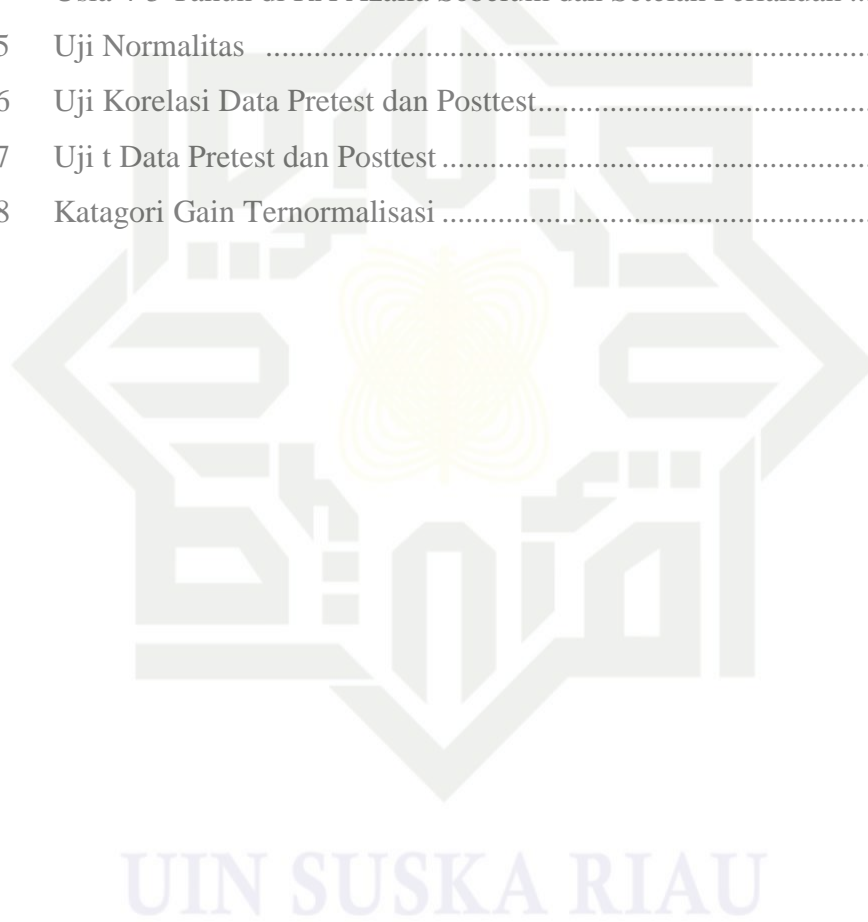 5 Uji Normalitas ........................................................................
6 Uji Korelasi Data Pretest dan Posttest........................................
7 Uji t Data Pretest dan Posttest ....................................................
8 Katagori Gain Ternormalisasi ....................................................
UIN SUSKA RIAU